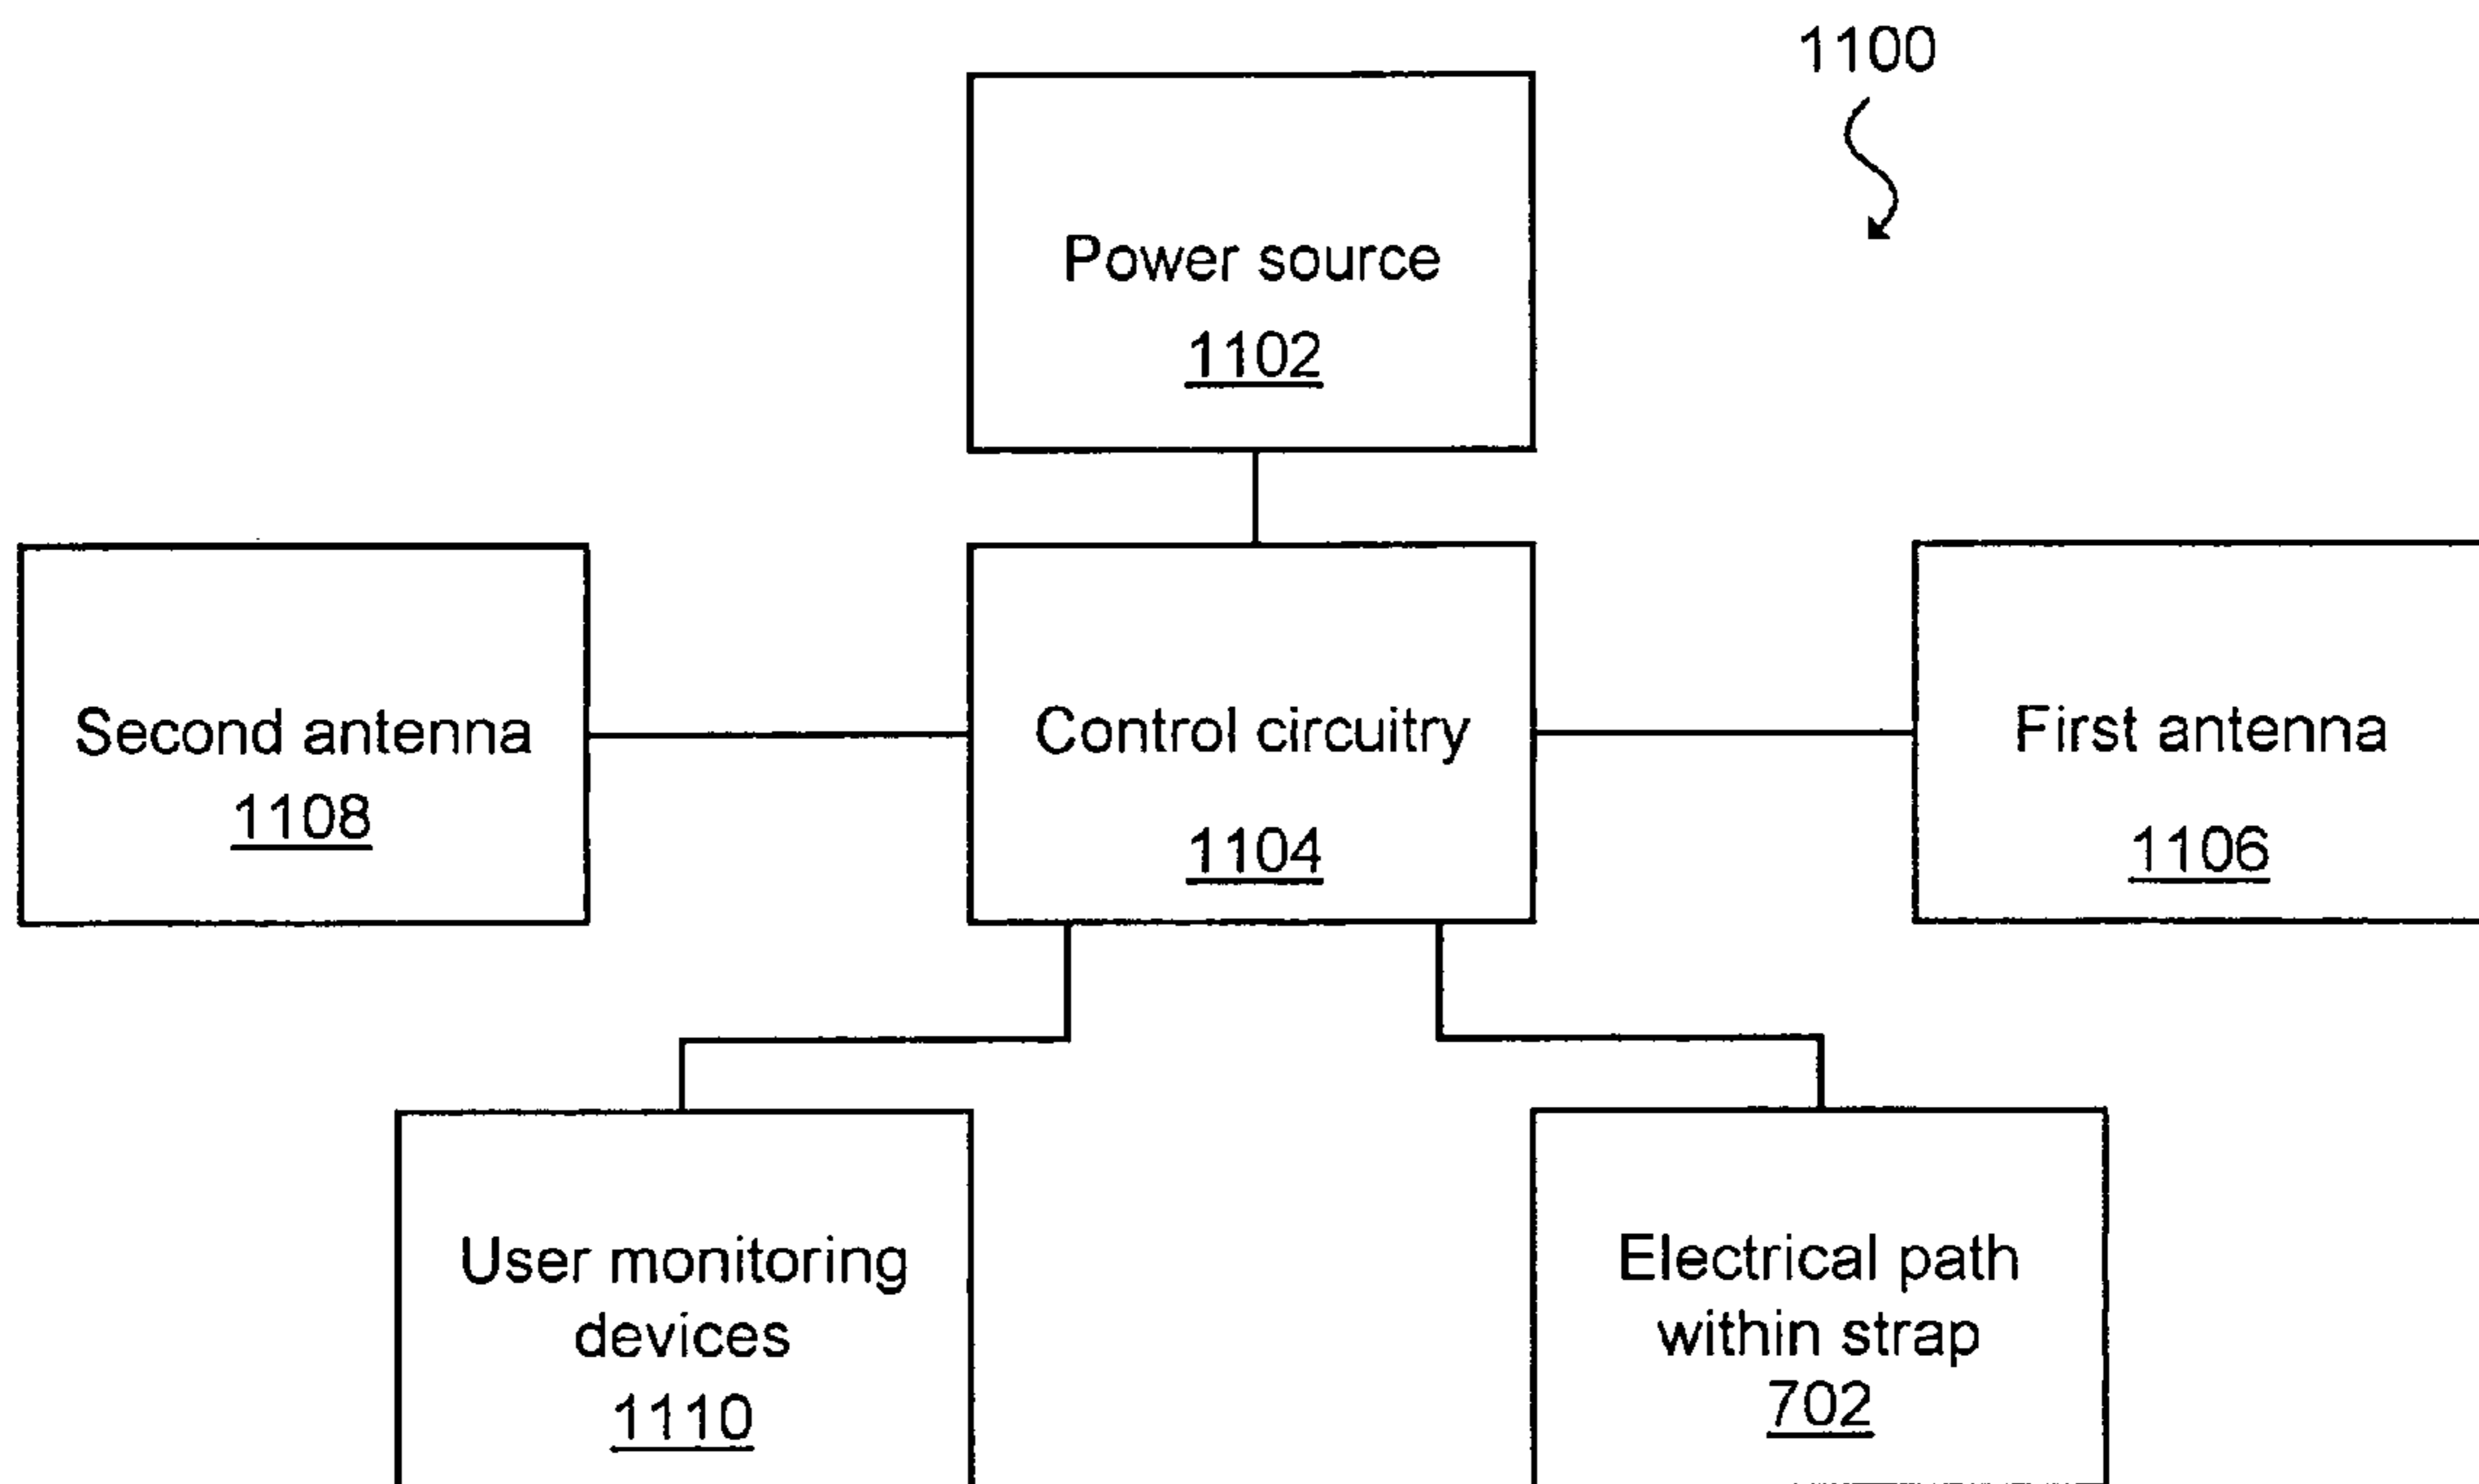 1100
Power source
1102
Second antenna
1108
Control circuitry
1104
First antenna
1106
User monitoring
devices
1110
Electrical path
within strap
702